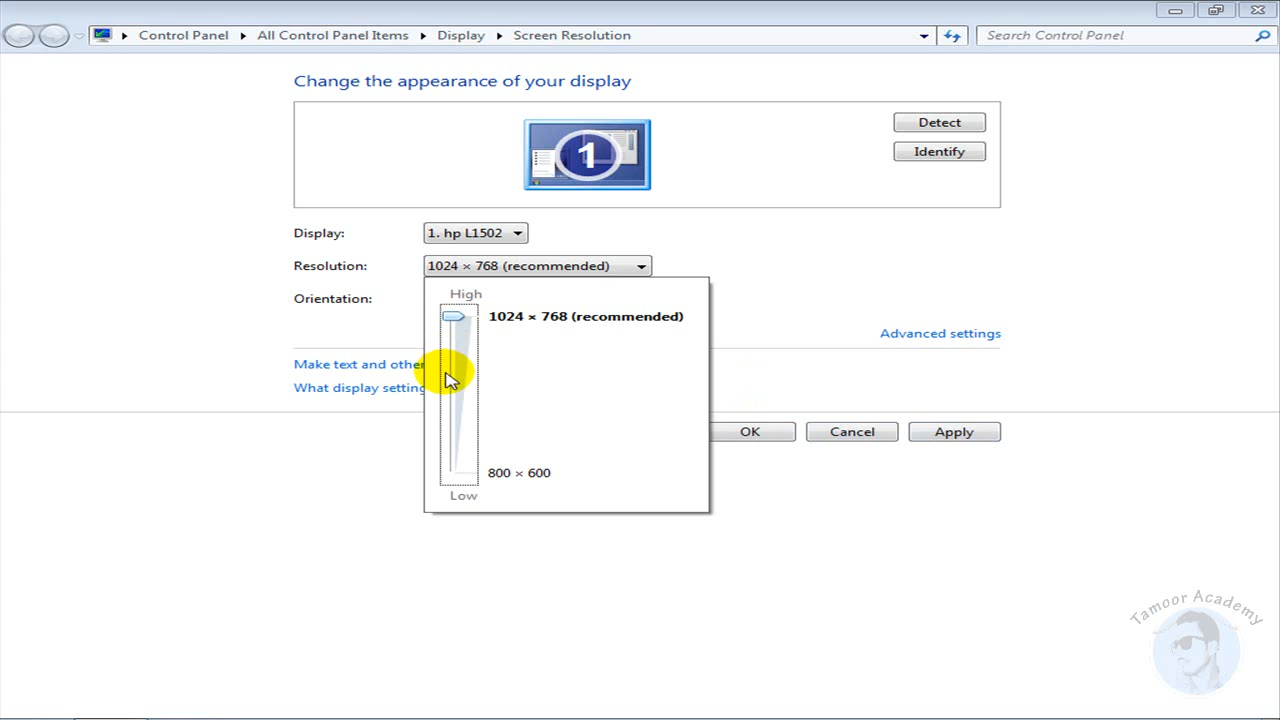 Control Panel All Control Panel Items Display Screen Resolution Search Control Panel
Change the appearance of your display
1
Detect
Identify
Display: 1. hp L1502
Resolution: 1024 × 768 (recommended)
High
Orientation:
1024 × 768 (recommended)
Advanced settings
Make text and other
What display setting
OK Cancel Apply
800 × 600
Low
Tamoor Academy